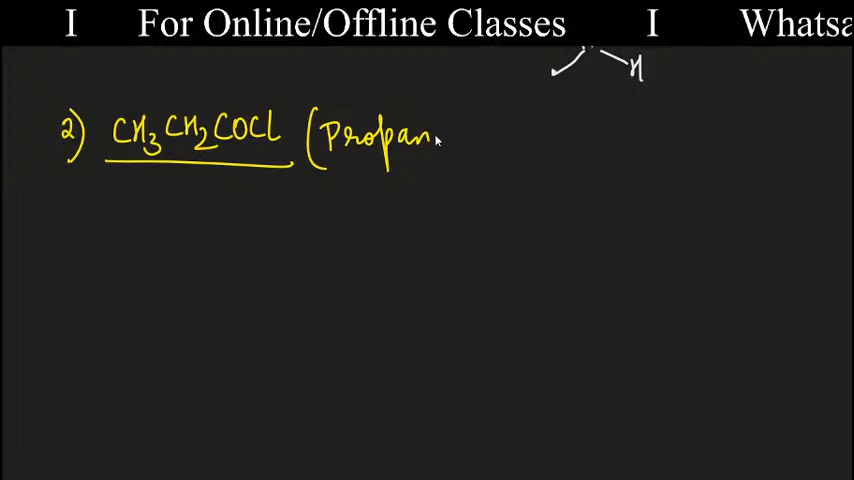 I For Online/Offline Classes I Whatsa
H
2) CH₃CH₂COCl (Propan